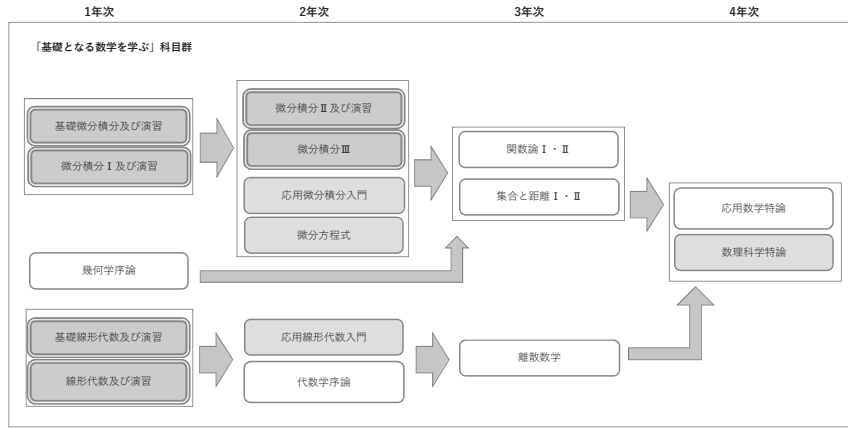 1年次
2年次
3年次
4年次
「基礎となる数学を学ぶ」科目群
基礎微分積分及び演習
微分積分Ⅰ及び演習
微分積分Ⅱ及び演習
微分積分Ⅲ
応用微分積分入門
微分方程式
関数論Ⅰ・Ⅱ
集合と距離Ⅰ・Ⅱ
応用数学特論
数理科学特論
幾何学序論
基礎線形代数及び演習
線形代数及び演習
応用線形代数入門
代数学序論
離散数学